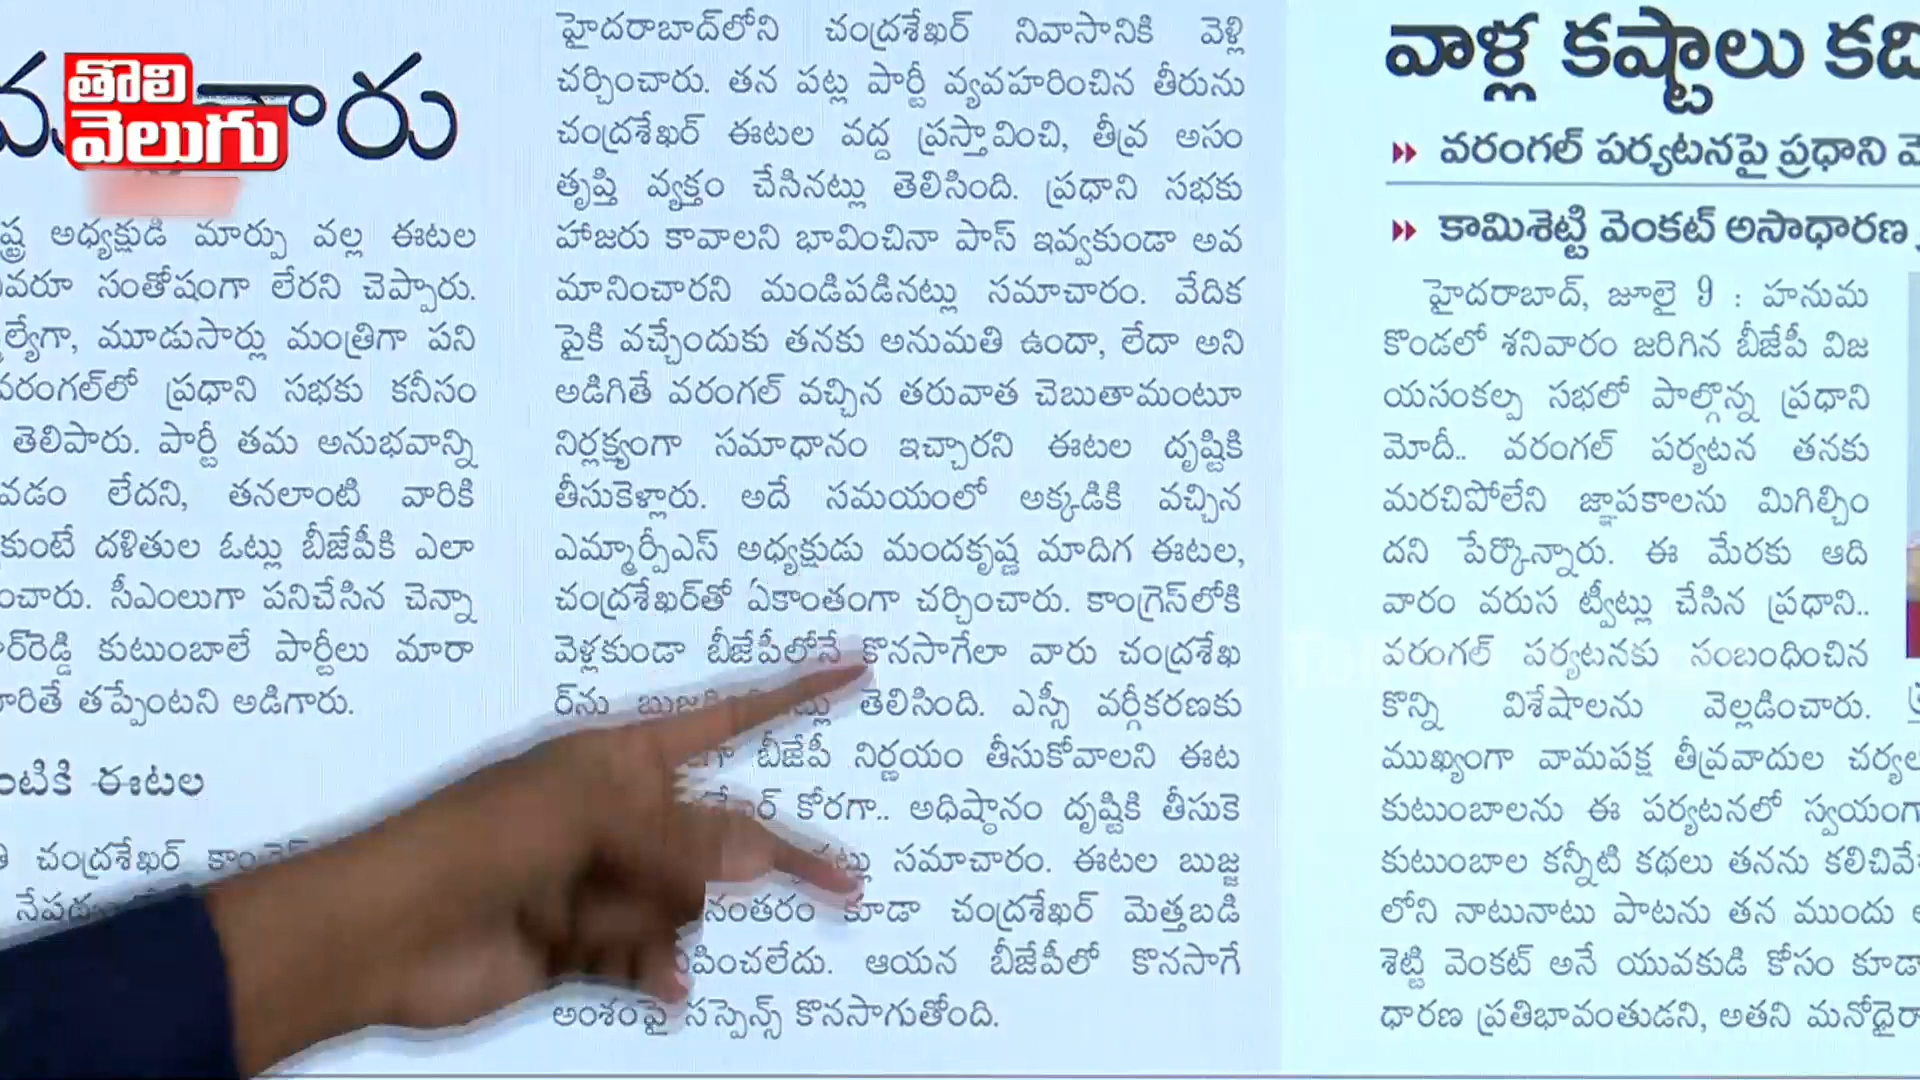 తొలి
వెలుగు
అధ్యక్షుడి మార్పు వల్ల ఈటల
సంతోషంగా లేరని చెప్పారు.
మూడుసార్లు మంత్రిగా పని
ప్రధాని సభకు కనీసం
తెలిపారు. పార్టీ తమ అనుభవాన్ని
లేదని, తనలాంటి వారికి
దళితుల ఓట్లు బీజేపీకి ఎలా
సీఎంలుగా పనిచేసిన చెన్నా
కుటుంబాలే పార్టీలు మారా
తప్పేంటని అడిగారు.
ఈటల
చంద్రశేఖర్
హైదరాబాద్‌లోని చంద్రశేఖర్ నివాసానికి వెళ్లి
చర్చించారు. తన పట్ల పార్టీ వ్యవహరించిన తీరును
చంద్రశేఖర్ ఈటల వద్ద ప్రస్తావించి, తీవ్ర అసం
తృప్తి వ్యక్తం చేసినట్లు తెలిసింది. ప్రధాని సభకు
హాజరు కావాలని భావించినా పాస్ ఇవ్వకుండా అవ
మానించారని మండిపడినట్లు సమాచారం. వేదిక
పైకి వచ్చేందుకు తనకు అనుమతి ఉందా, లేదా అని
అడిగితే వరంగల్ వచ్చిన తరువాత చెబుతామంటూ
నిర్లక్ష్యంగా సమాధానం ఇచ్చారని ఈటల దృష్టికి
తీసుకెళ్లారు. అదే సమయంలో అక్కడికి వచ్చిన
ఎమ్మార్పీఎస్ అధ్యక్షుడు మందకృష్ణ మాదిగ ఈటల,
చంద్రశేఖర్‌తో ఏకాంతంగా చర్చించారు. కాంగ్రెస్‌లోకి
వెళ్లకుండా బీజేపీలోనే కొనసాగేలా వారు చంద్రశేఖ
ర్‌ను తెలిసింది. ఎస్సీ వర్గీకరణకు
బీజేపీ నిర్ణయం తీసుకోవాలని ఈట
కోరగా.. అధిష్ఠానం దృష్టికి తీసుకె
సమాచారం. ఈటల బుజ్జ
కూడా చంద్రశేఖర్ మెత్తబడి
ఆయన బీజేపీలో కొనసాగే
అంశంపై సస్పెన్స్ కొనసాగుతోంది.
వాళ్ల కష్టాలు
వరంగల్ పర్యటనపై ప్రధాని
కామిశెట్టి వెంకట్ అసాధారణ
హైదరాబాద్, జూలై 9 : హనుమ
కొండలో శనివారం జరిగిన బీజేపీ విజ
యసంకల్ప సభలో పాల్గొన్న ప్రధాని
మోదీ.. వరంగల్ పర్యటన తనకు
మరచిపోలేని జ్ఞాపకాలను మిగిల్చిం
దని పేర్కొన్నారు. ఈ మేరకు ఆది
వారం వరుస ట్వీట్లు చేసిన ప్రధాని..
వరంగల్ పర్యటనకు సంబంధించిన
కొన్ని విశేషాలను వెల్లడించారు.
ముఖ్యంగా వామపక్ష తీవ్రవాదుల
కుటుంబాలను ఈ పర్యటనలో
కుటుంబాల కన్నీటి కథలు తనను
లోని నాటునాటు పాటను తన ముందు
శెట్టి వెంకట్ అనే యువకుడి కోసం కూడా
ధారణ ప్రతిభావంతుడని, అతని